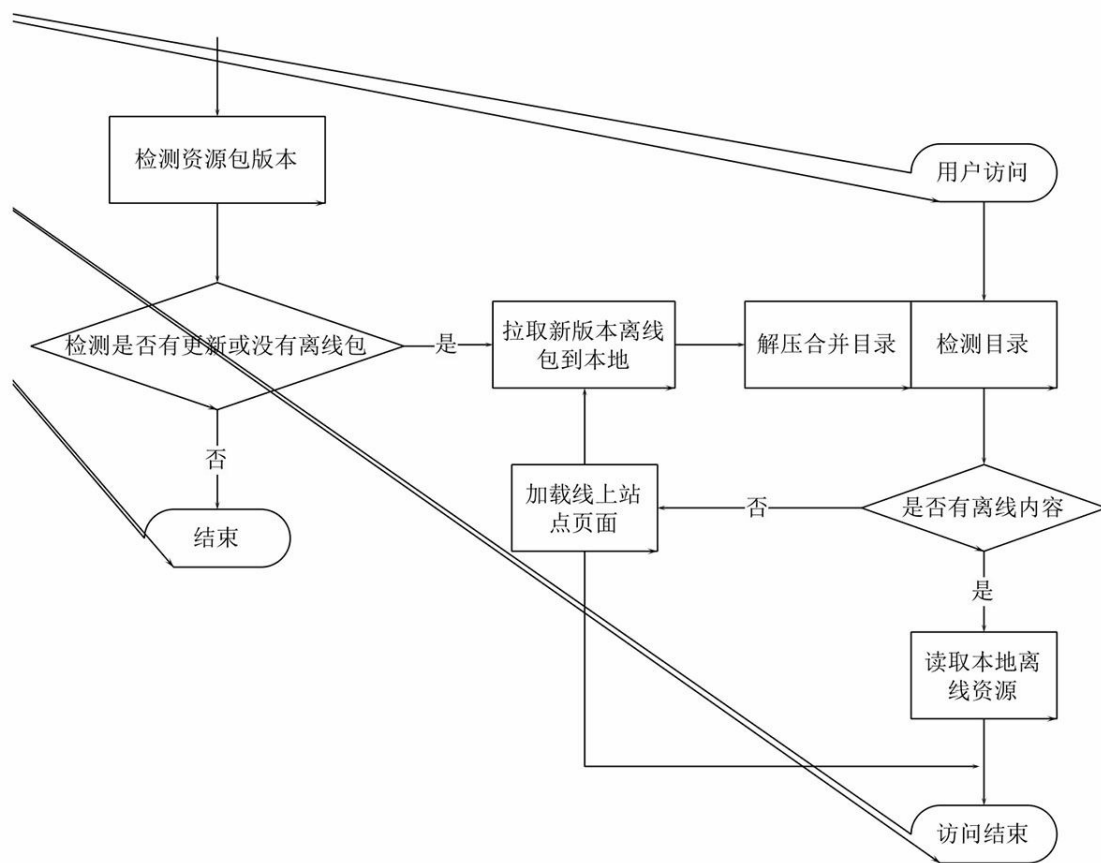 检测资源包版本
用户访问
检测是否有更新或没有离线包
是
拉取新版本离线
包到本地
解压合并目录
检测目录
否
结束
加载线上站
点页面
否
是否有离线内容
是
读取本地离
线资源
访问结束